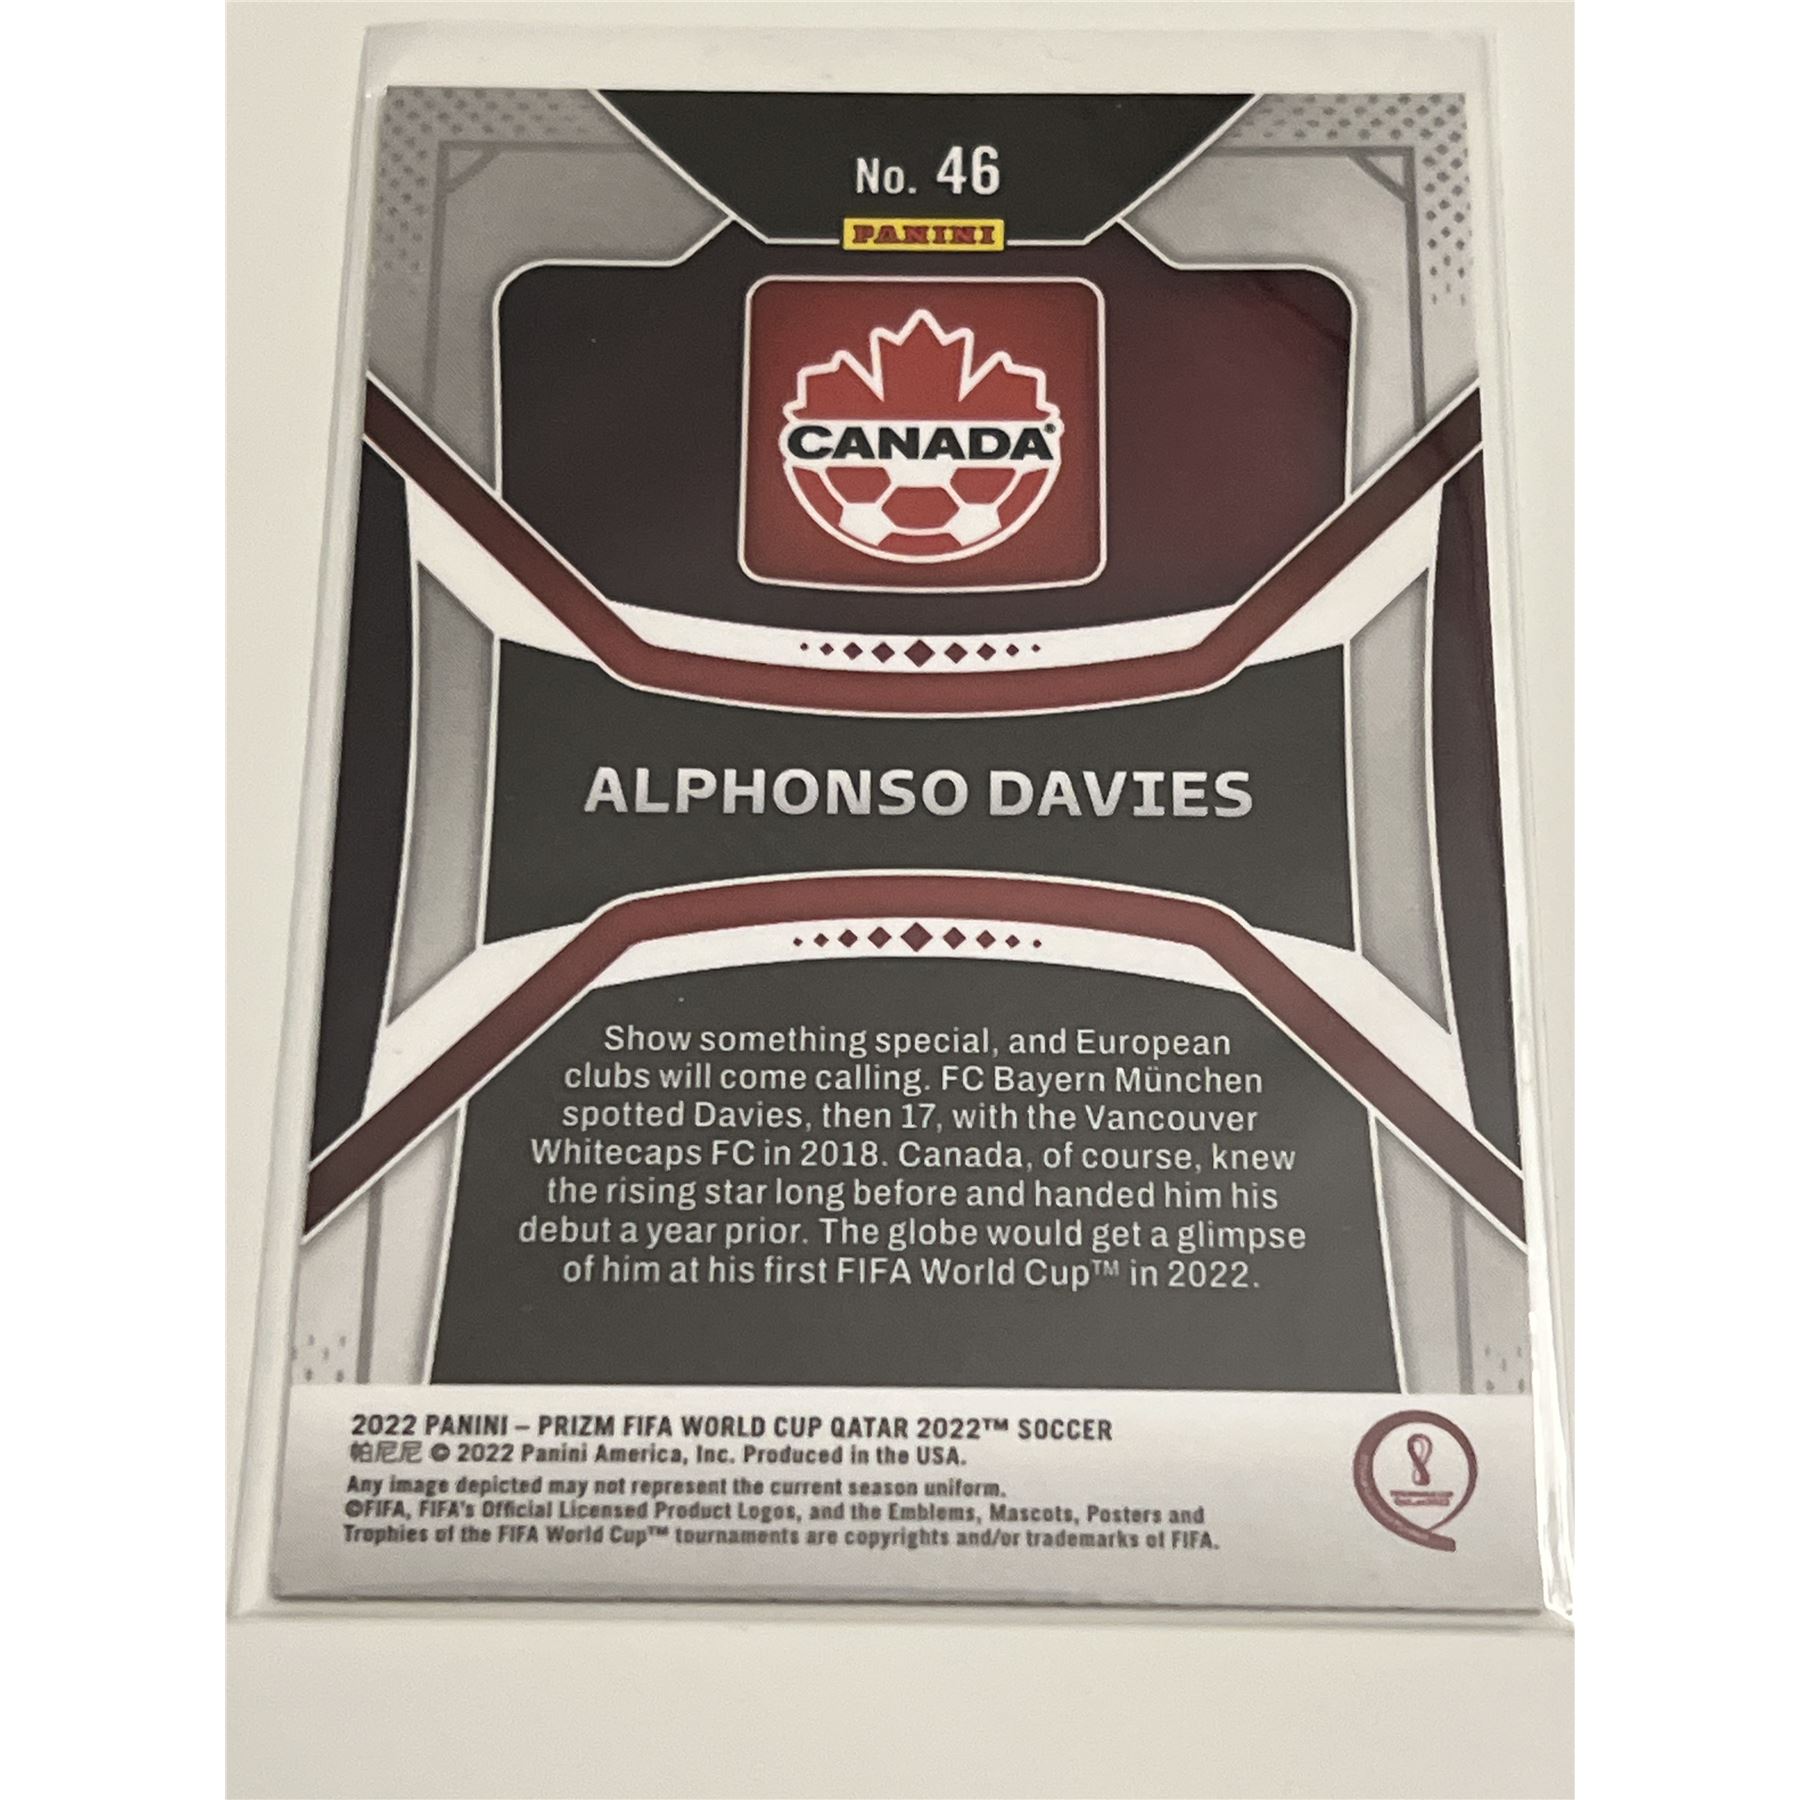 No. 46
PANINI
CANADA®
ALPHONSO DAVIES
Show something special, and European
clubs will come calling. FC Bayern München
spotted Davies, then 17, with the Vancouver
Whitecaps FC in 2018. Canada, of course, knew
the rising star long before and handed him his
debut a year prior. The globe would get a glimpse
of him at his first FIFA World Cup™ in 2022.
2022 PANINI – PRIZM FIFA WORLD CUP QATAR 2022™ SOCCER
帕尼尼 © 2022 Panini America, Inc. Produced in the USA.
Any image depicted may not represent the current season uniform.
©FIFA, FIFA's Official Licensed Product Logos, and the Emblems, Mascots, Posters and
Trophies of the FIFA World Cup™ tournaments are copyrights and/or trademarks of FIFA.